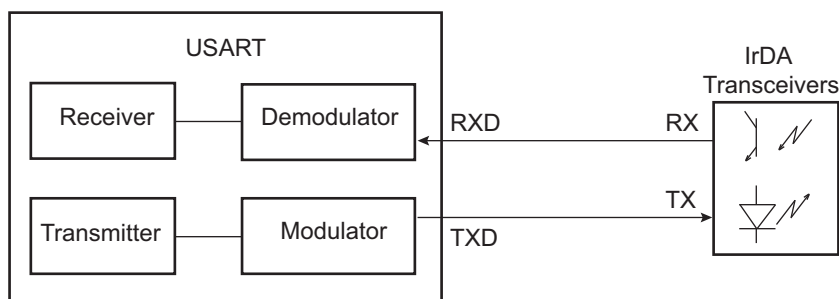 USART
IrDA
Transceivers
Receiver
Demodulator
RXD
RX
Transmitter
Modulator
TXD
TX